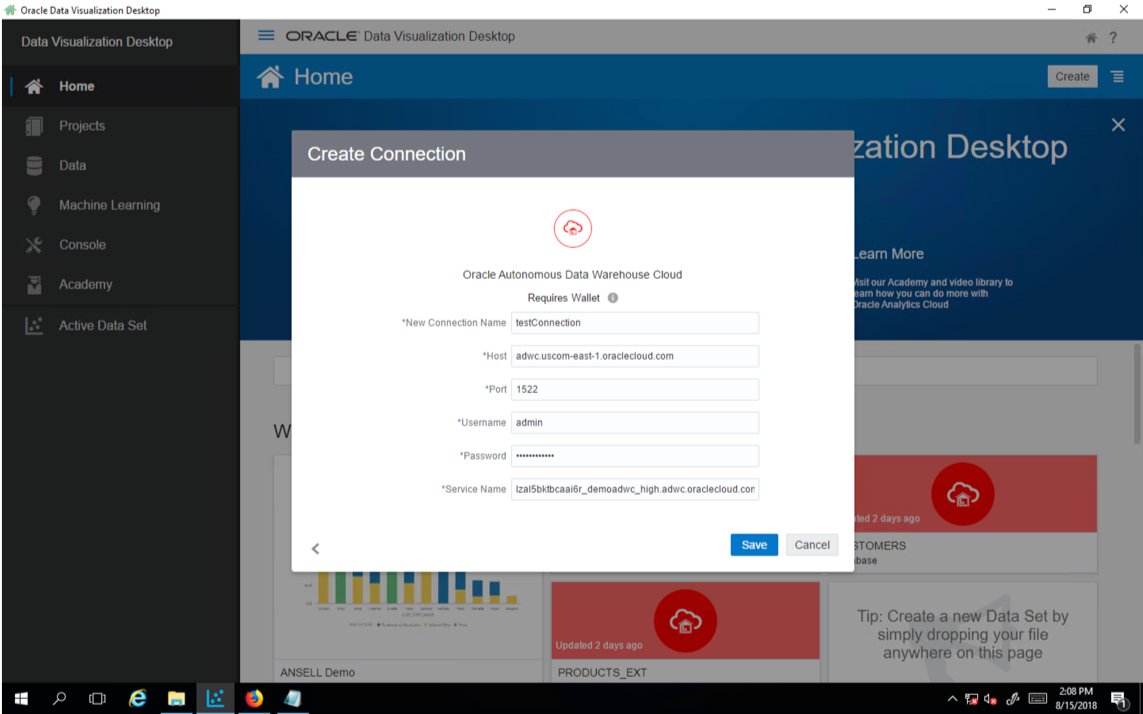 Oracle Data Visualization Desktop
Data Visualization Desktop
ORACLE Data Visualization Desktop
?
Home
Projects
Data
Machine Learning
Console
Academy
Active Data Set
Home
Create
zation Desktop
Learn More
Visit our Academy and video library to
learn how you can do more with
Oracle Analytics Cloud
Create Connection
Oracle Autonomous Data Warehouse Cloud
Requires Wallet
*New Connection Name testConnection
*Host adwc.uscom-east-1.oraclecloud.com
*Port 1522
*Username admin
*Password ············
*Service Name lzal5bktbcaai6r_demoadwc_high.adwc.oraclecloud.con
Save Cancel
W
ated 2 days ago
STOMERS
base
ANSELL Demo
Updated 2 days ago
PRODUCTS_EXT
Tip: Create a new Data Set by
simply dropping your file
anywhere on this page
2:08 PM
8/15/2018
1